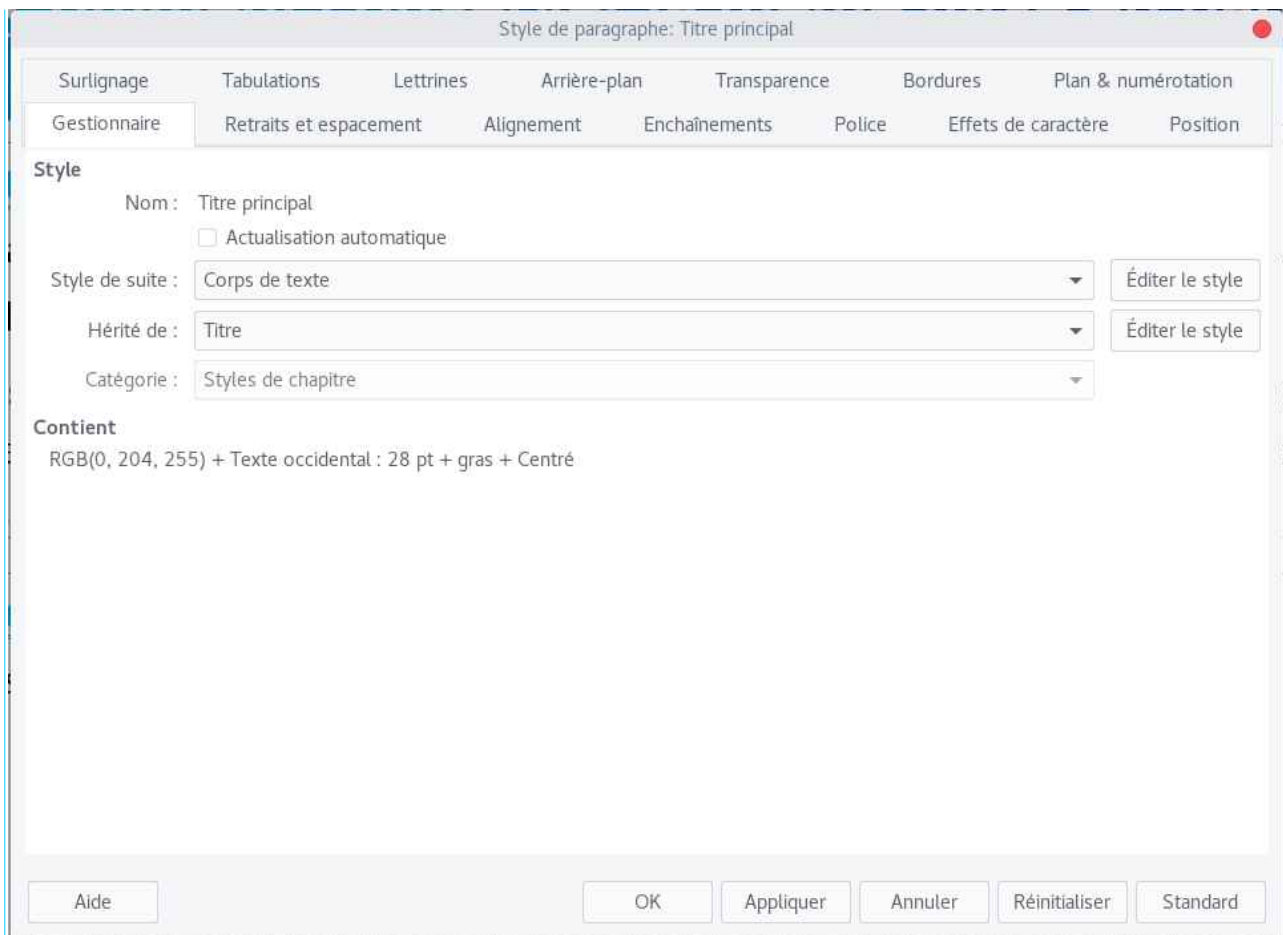 Style de paragraphe: Titre principal
Surlignage Tabulations Lettrines Arrière-plan Transparence Bordures Plan & numérotation
Gestionnaire Retraits et espacement Alignement Enchaînements Police Effets de caractère Position
Style
Nom : Titre principal
Actualisation automatique
Style de suite : Corps de texte Éditer le style
Hérité de : Titre Éditer le style
Catégorie : Styles de chapitre
Contient
RGB(0, 204, 255) + Texte occidental : 28 pt + gras + Centré
Aide OK Appliquer Annuler Réinitialiser Standard